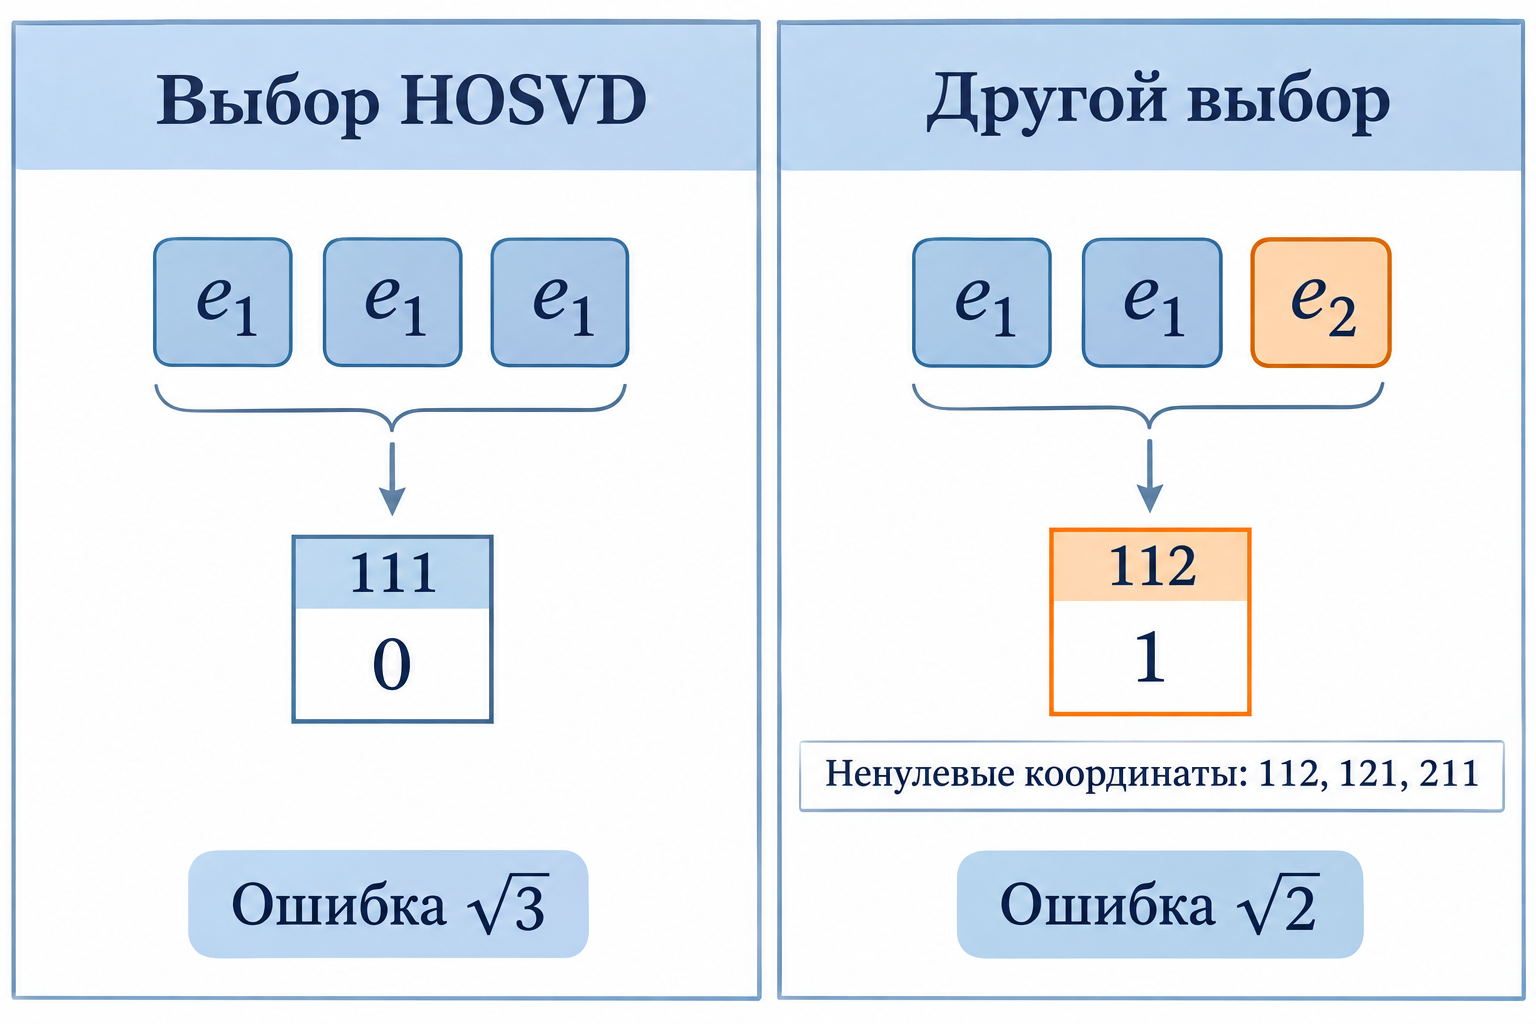 Выбор HOSVD
e₁ e₁ e₁
111
0
Ошибка √3
Другой выбор
e₁ e₁ e₂
112
1
Ненулевые координаты: 112, 121, 211
Ошибка √2